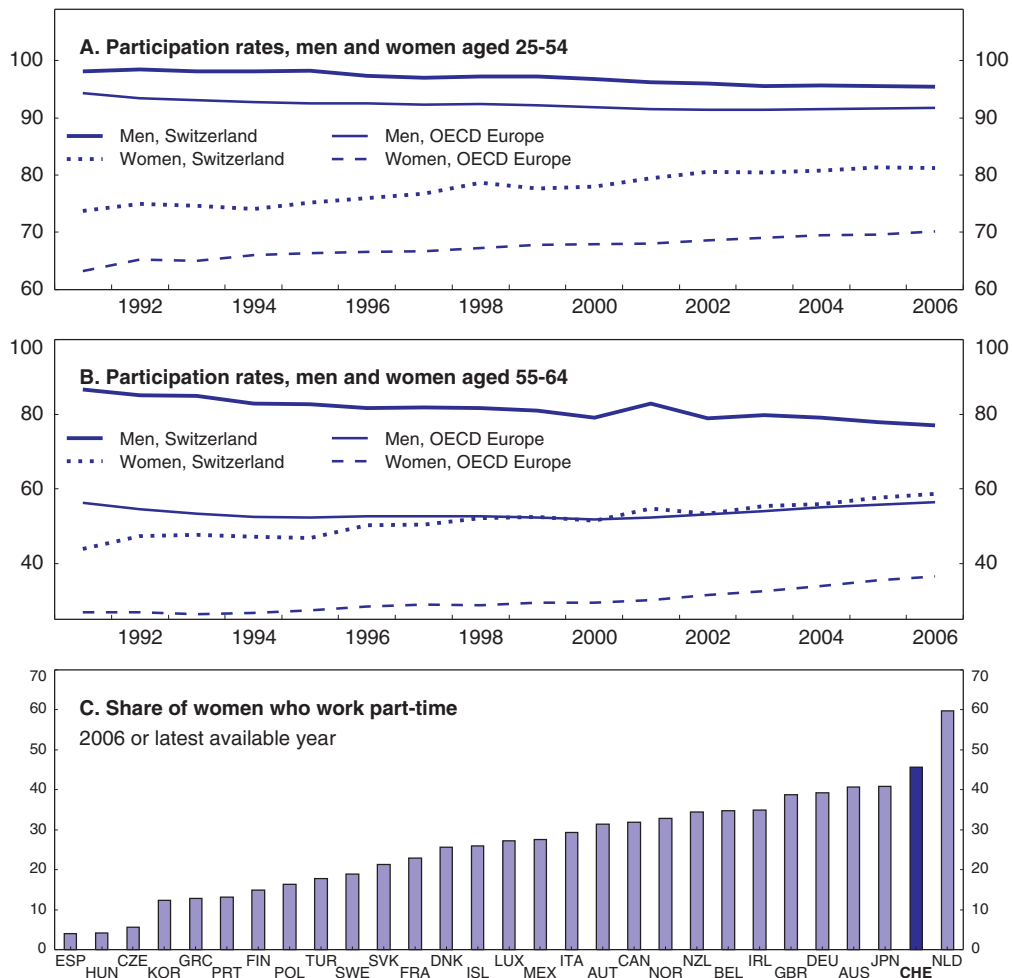 A. Participation rates, men and women aged 25-54
100 100
90 90
Men, Switzerland Men, OECD Europe
Women, Switzerland Women, OECD Europe
80 80
70 70
60 60
1992 1994 1996 1998 2000 2002 2004 2006
100 100
B. Participation rates, men and women aged 55-64
80 80
Men, Switzerland Men, OECD Europe
Women, Switzerland Women, OECD Europe
60 60
40 40
1992 1994 1996 1998 2000 2002 2004 2006
70 70
C. Share of women who work part-time
60 60
2006 or latest available year
50 50
40 40
30 30
20 20
10 10
0 0
ESP CZE GRC FIN TUR SVK DNK LUX ITA CAN NZL IRL DEU JPN NLD
HUN KOR PRT POL SWE FRA ISL MEX AUT NOR BEL GBR AUS CHE